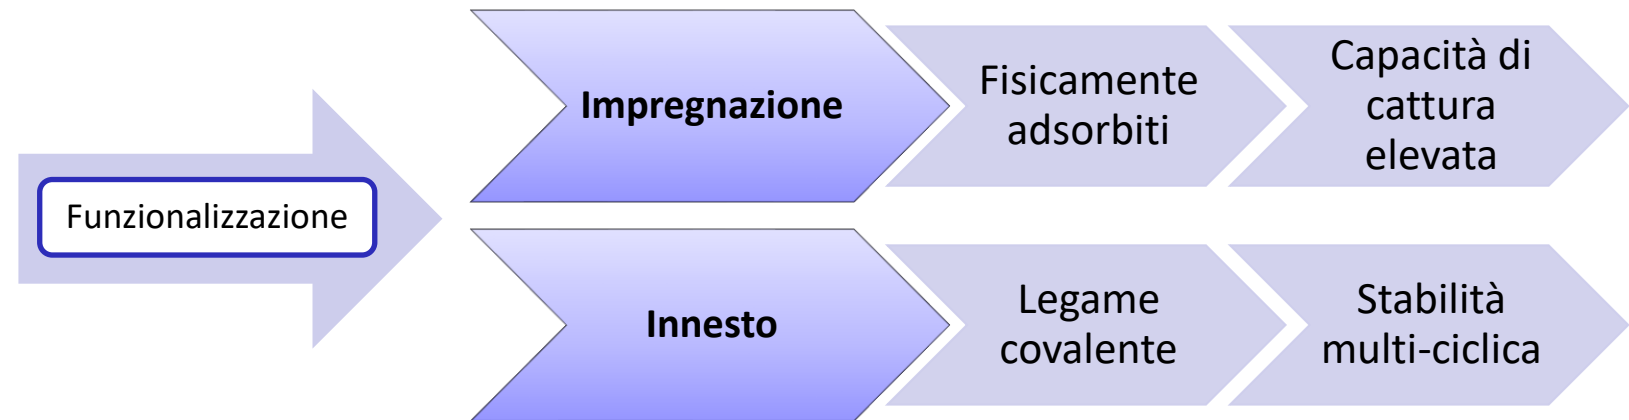 Funzionalizzazione
Impregnazione
Fisicamente
adsorbiti
Capacità di
cattura
elevata
Innesto
Legame
covalente
Stabilità
multi-ciclica